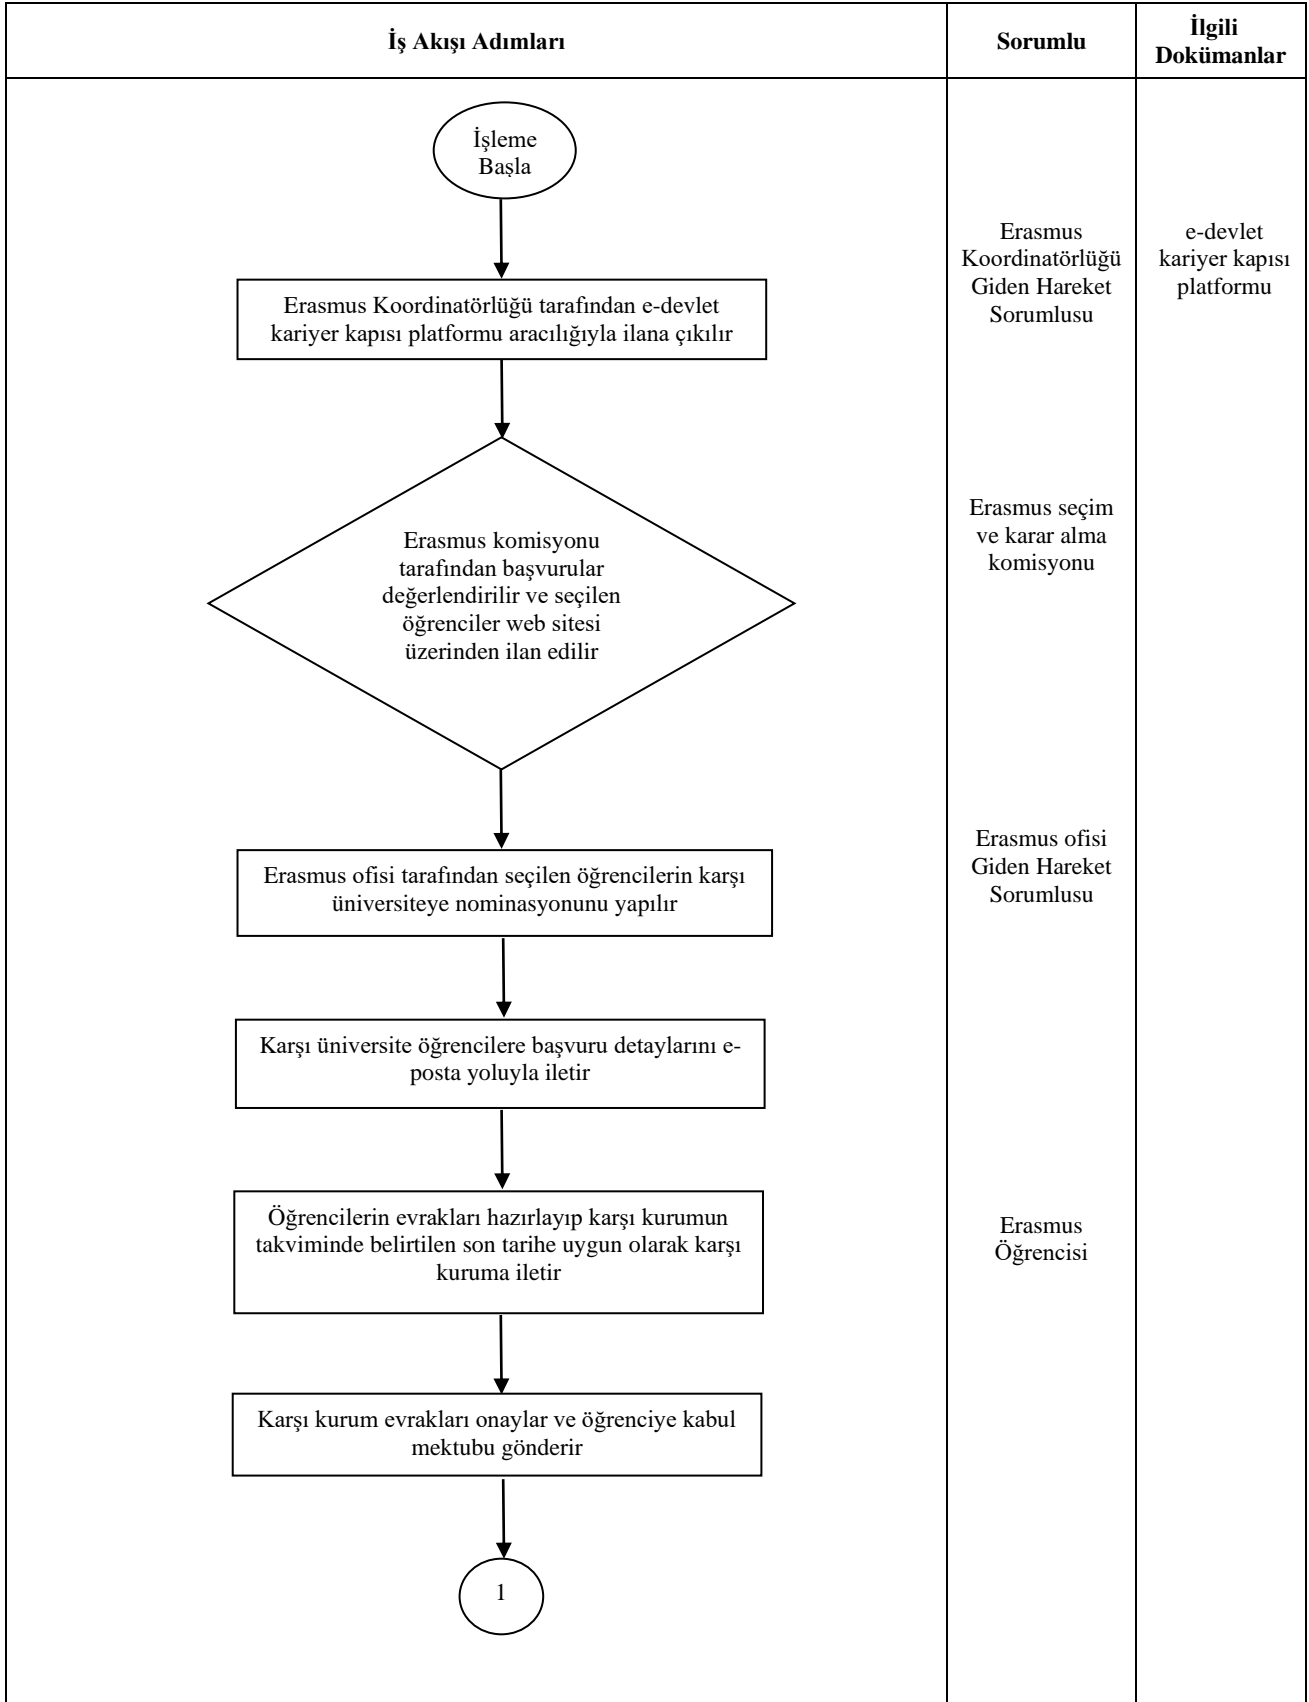 İş Akışı Adımları
Sorumlu
İlgili
Dokümanlar
İşleme
Başla
Erasmus
Koordinatörlüğü
Giden Hareket
Sorumlusu
e-devlet
kariyer kapısı
platformu
Erasmus Koordinatörlüğü tarafından e-devlet
kariyer kapısı platformu aracılığıyla ilana çıkılır
Erasmus komisyonu
tarafından başvurular
değerlendirilir ve seçilen
öğrenciler web sitesi
üzerinden ilan edilir
Erasmus seçim
ve karar alma
komisyonu
Erasmus ofisi tarafından seçilen öğrencilerin karşı
üniversiteye nominasyonunu yapılır
Erasmus ofisi
Giden Hareket
Sorumlusu
Karşı üniversite öğrencilere başvuru detaylarını e-
posta yoluyla iletir
Öğrencilerin evrakları hazırlayıp karşı kurumun
takviminde belirtilen son tarihe uygun olarak karşı
kuruma iletir
Erasmus
Öğrencisi
Karşı kurum evrakları onaylar ve öğrenciye kabul
mektubu gönderir
1